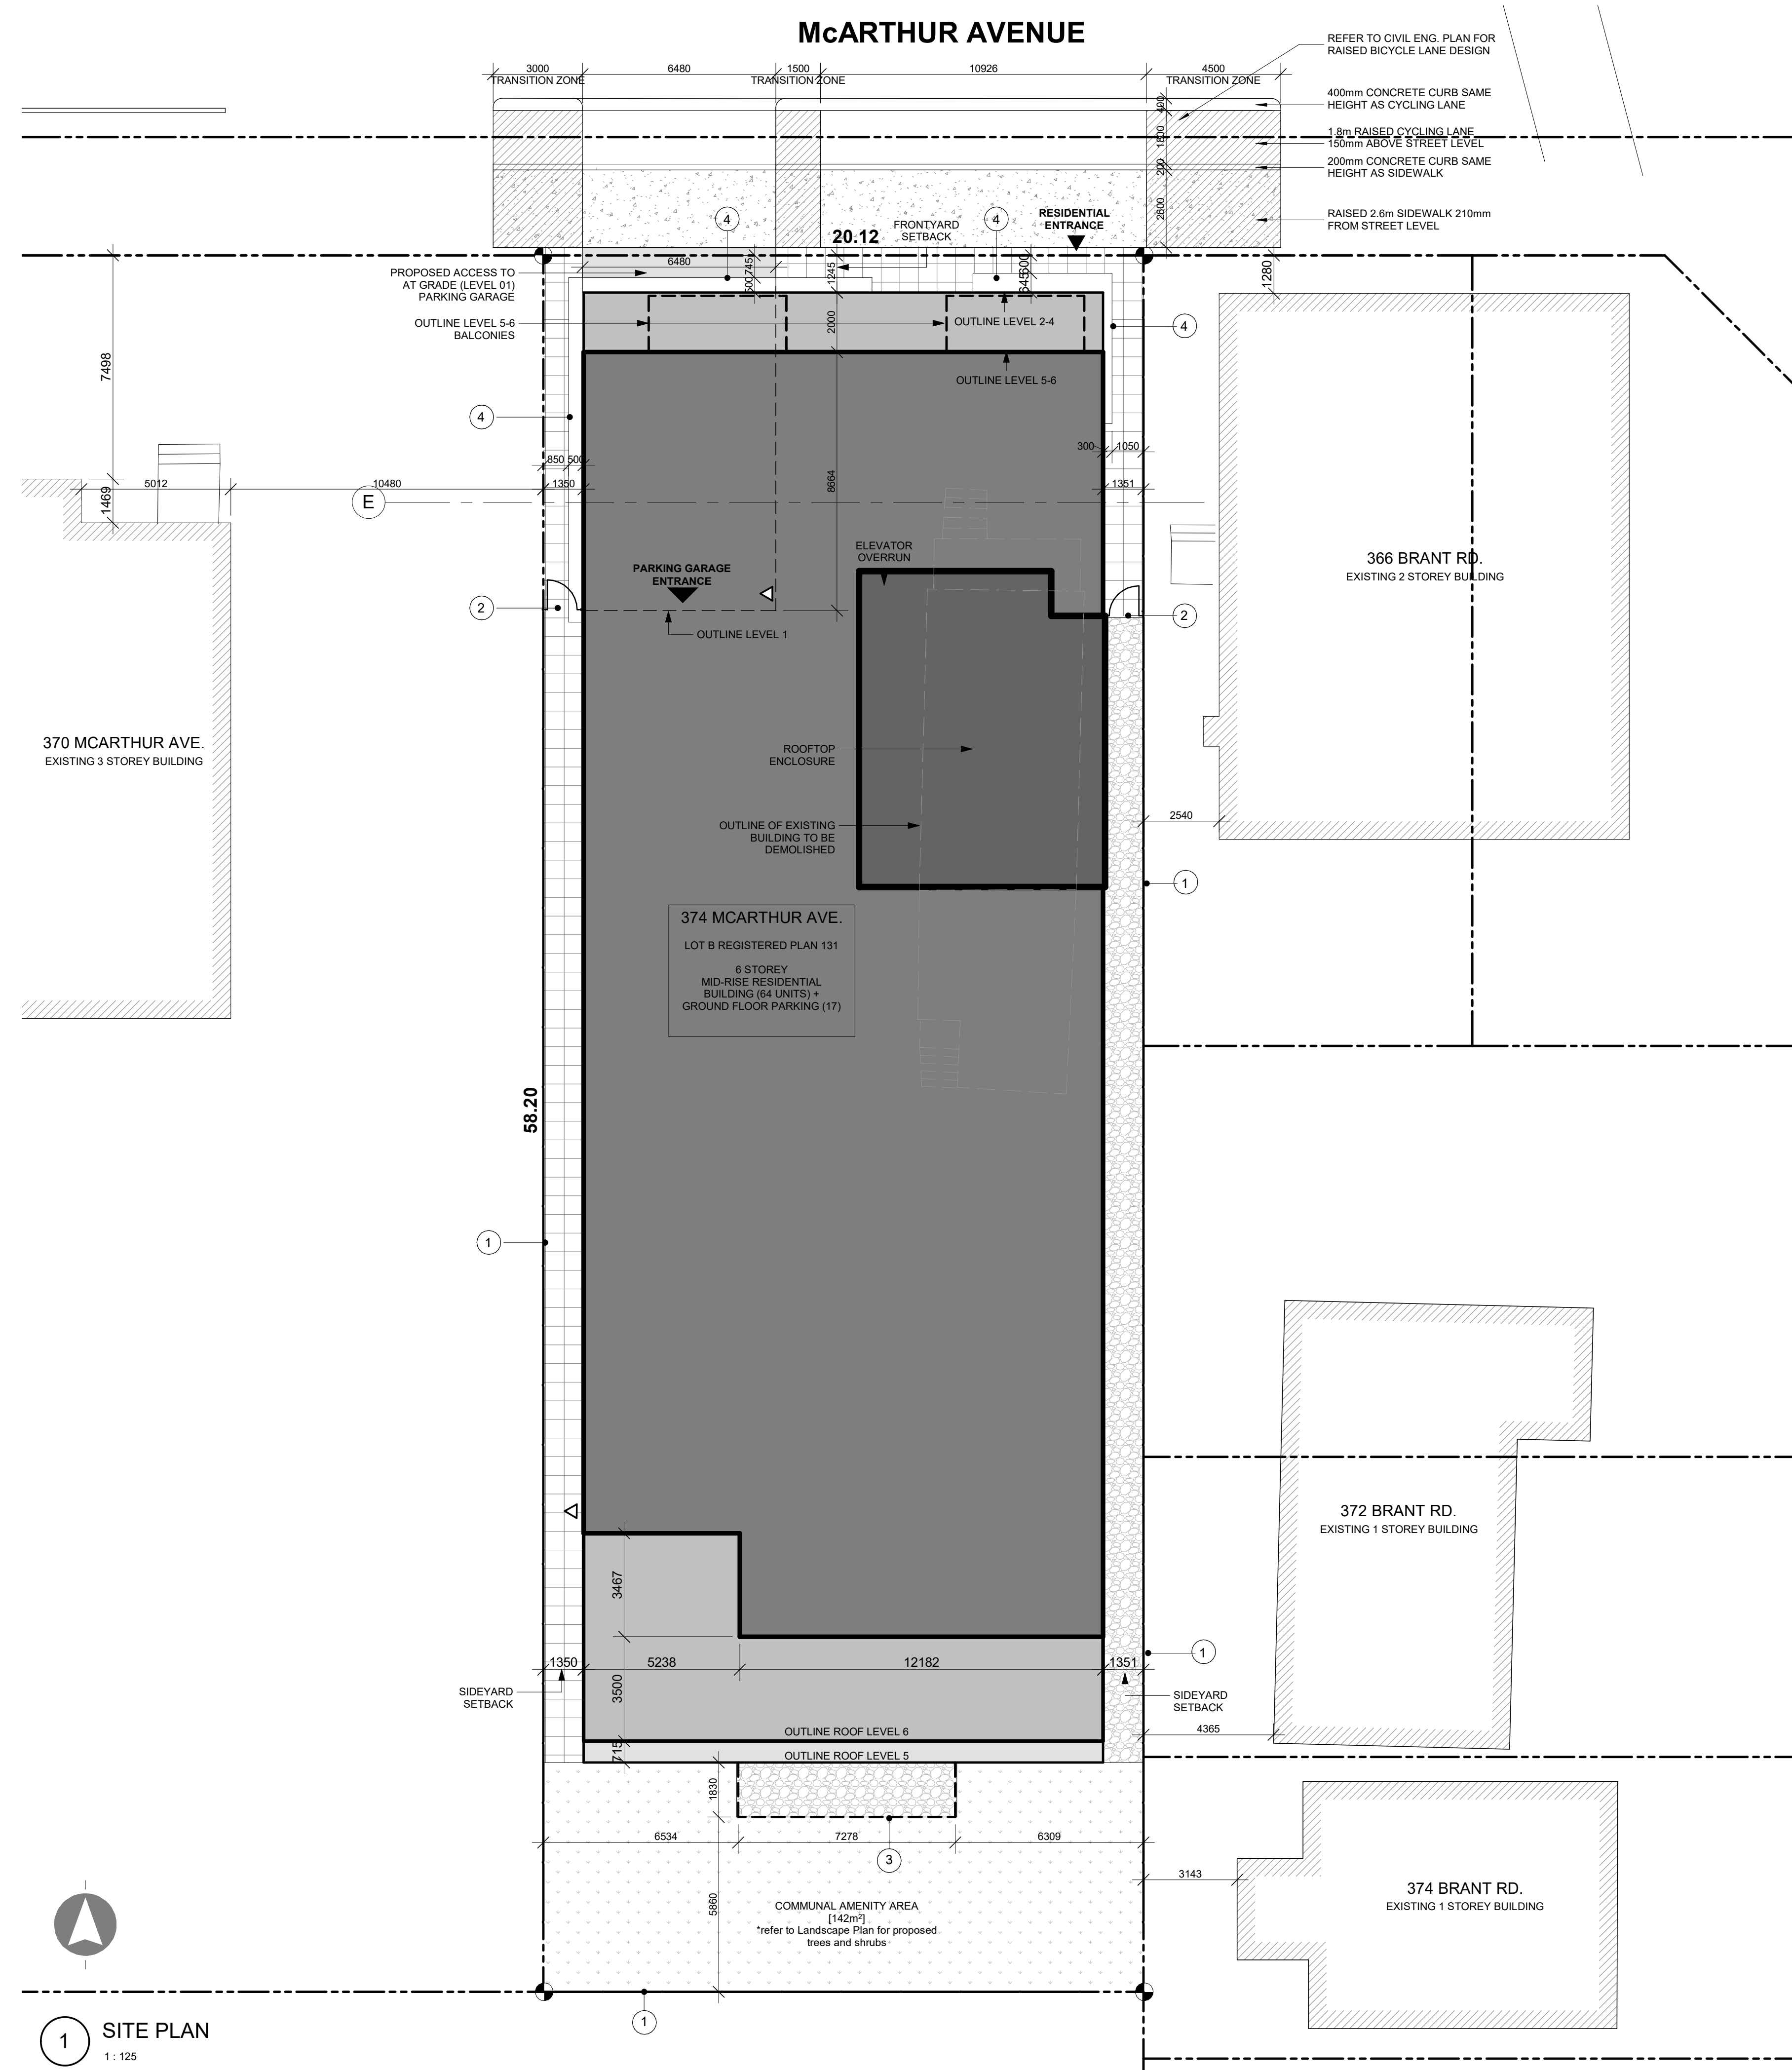 McARTHUR AVENUE
REFER TO CIVIL ENG. PLAN FOR
RAISED BICYCLE LANE DESIGN
3000
6480
1500
10926
4500
TRANSITION ZONE
TRANSITION ZONE
TRANSITION ZONE
400mm CONCRETE CURB SAME
HEIGHT AS CYCLING LANE
400
1.8m RAISED CYCLING LANE
150mm ABOVE STREET LEVEL
1800
200mm CONCRETE CURB SAME
HEIGHT AS SIDEWALK
200
RAISED 2.6m SIDEWALK 210mm
FROM STREET LEVEL
2600
4
4
RESIDENTIAL
ENTRANCE
FRONTYARD
SETBACK
20.12
PROPOSED ACCESS TO
AT GRADE (LEVEL 01)
PARKING GARAGE
6480
745
500
1245
600
645
1280
OUTLINE LEVEL 5-6
BALCONIES
2000
OUTLINE LEVEL 2-4
4
7498
OUTLINE LEVEL 5-6
4
300
1050
850
500
1469
5012
10480
1350
8664
1351
E
ELEVATOR
OVERRUN
366 BRANT RD.
EXISTING 2 STOREY BUILDING
PARKING GARAGE
ENTRANCE
2
2
OUTLINE LEVEL 1
370 MCARTHUR AVE.
EXISTING 3 STOREY BUILDING
ROOFTOP
ENCLOSURE
2540
OUTLINE OF EXISTING
BUILDING TO BE
DEMOLISHED
1
374 MCARTHUR AVE.
LOT B REGISTERED PLAN 131
6 STOREY
MID-RISE RESIDENTIAL
BUILDING (64 UNITS) +
GROUND FLOOR PARKING (17)
58.20
1
372 BRANT RD.
EXISTING 1 STOREY BUILDING
3467
1
1350
5238
12182
1351
3500
SIDEYARD
SETBACK
SIDEYARD
SETBACK
4365
OUTLINE ROOF LEVEL 6
715
OUTLINE ROOF LEVEL 5
1830
6534
7278
6309
3
3143
374 BRANT RD.
EXISTING 1 STOREY BUILDING
5860
COMMUNAL AMENITY AREA
[142m²]
*refer to Landscape Plan for proposed
trees and shrubs
1
1
SITE PLAN
1 : 125